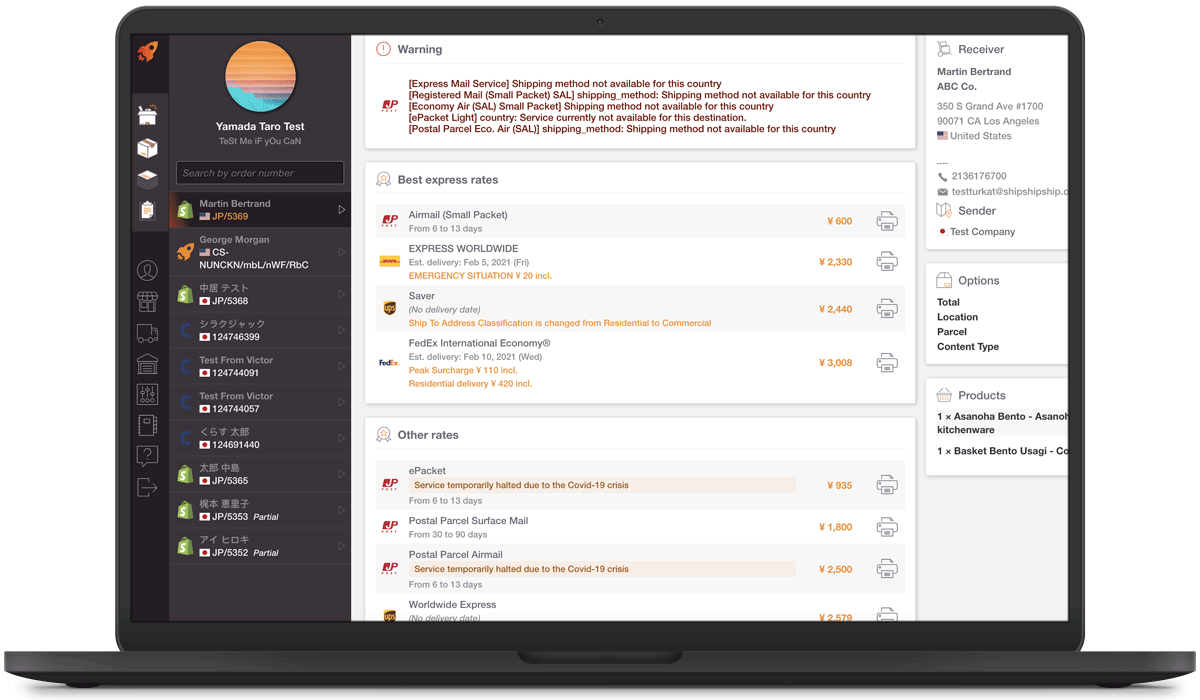 Yamada Taro Test
TeSt Me iF yOu CaN
Search by order number
Martin Bertrand
JP/5369
George Morgan
CS-
NUNCKN/mbL/nWF/RbC
中居 テスト
JP/5368
シラクジャック
124746399
Test From Victor
124744091
Test From Victor
124744057
くらす 太郎
124691440
太郎 中島
JP/5365
梶本 恵里子
JP/5353 Partial
アイ ヒロキ
JP/5352 Partial
Warning
JP POST
[Express Mail Service] Shipping method not available for this country
[Registered Mail (Small Packet) SAL] shipping_method: Shipping method not available for this country
[Economy Air (SAL) Small Packet] Shipping method not available for this country
[ePacket Light] country: Service currently not available for this destination.
[Postal Parcel Eco. Air (SAL)] shipping_method: Shipping method not available for this country
Best express rates
JP POST
Airmail (Small Packet)
From 6 to 13 days
¥ 600
DHL
EXPRESS WORLDWIDE
Est. delivery: Feb 5, 2021 (Fri)
EMERGENCY SITUATION ¥ 20 incl.
¥ 2,330
ups
Saver
(No delivery date)
Ship To Address Classification is changed from Residential to Commercial
¥ 2,440
FedEx
FedEx International Economy®
Est. delivery: Feb 10, 2021 (Wed)
Peak Surcharge ¥ 110 incl.
Residential delivery ¥ 420 incl.
¥ 3,008
Other rates
JP POST
ePacket
Service temporarily halted due to the Covid-19 crisis
From 6 to 13 days
¥ 935
JP POST
Postal Parcel Surface Mail
From 30 to 90 days
¥ 1,800
JP POST
Postal Parcel Airmail
Service temporarily halted due to the Covid-19 crisis
From 6 to 13 days
¥ 2,500
ups
Worldwide Express
(No delivery date)
¥ 2,579
Receiver
Martin Bertrand
ABC Co.
350 S Grand Ave #1700
90071 CA Los Angeles
United States
----
2136176700
testturkat@shipshipship.c
Sender
Test Company
Options
Total
Location
Parcel
Content Type
Products
1 × Asanoha Bento - Asanoh
kitchenware
1 × Basket Bento Usagi - Co